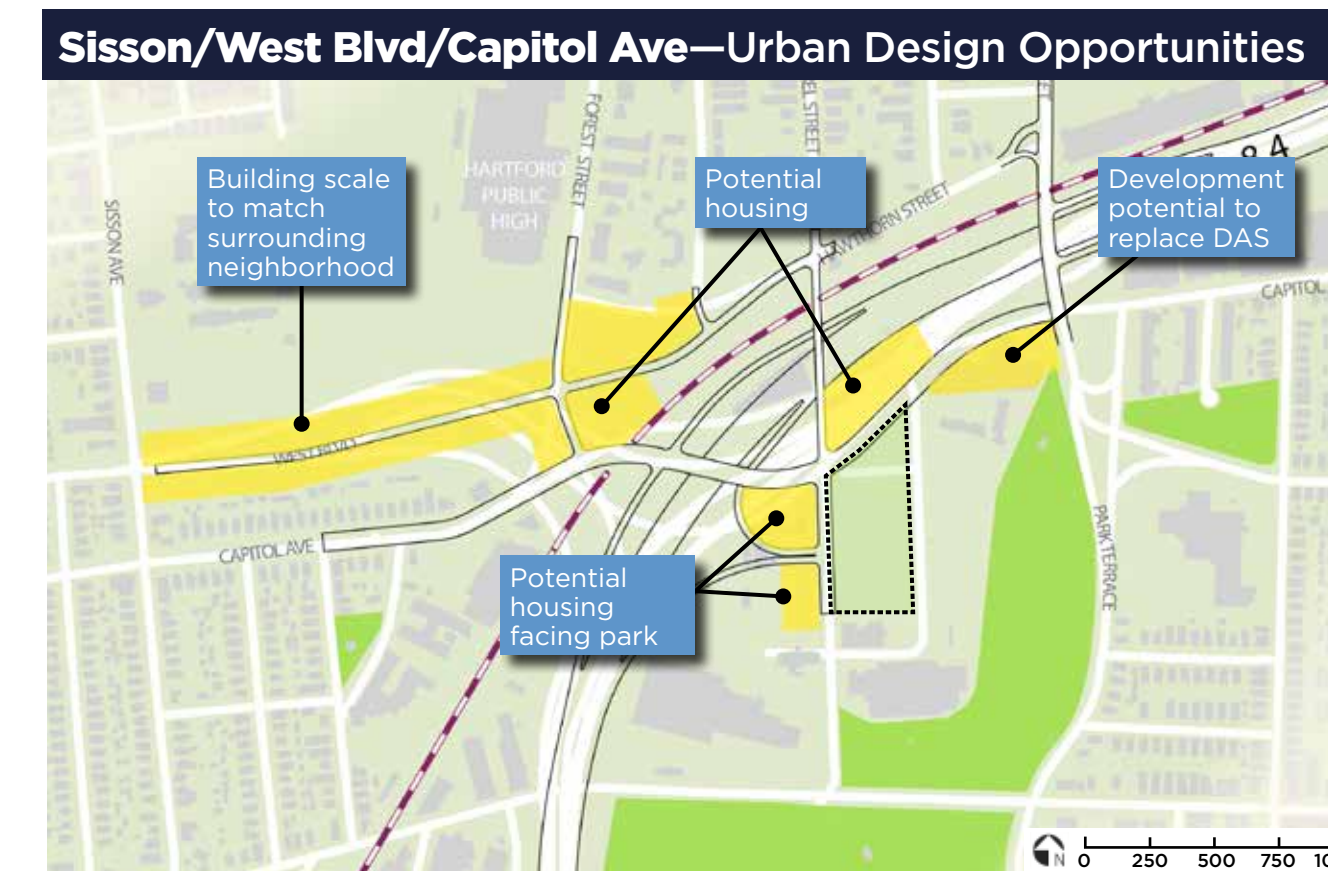 Sisson/West Blvd/Capitol Ave—Urban Design Opportunities
FOREST STREET
HARTFORD
PUBLIC
HIGH
Building scale
to match
surrounding
neighborhood
Potential
housing
84
Development
potential to
replace DAS
SISSON AVE
CAPITOL
WEST BLVD
CAPITOL AVE
PARK TERRACE
Potential
housing
facing park
N
0 250 500 750